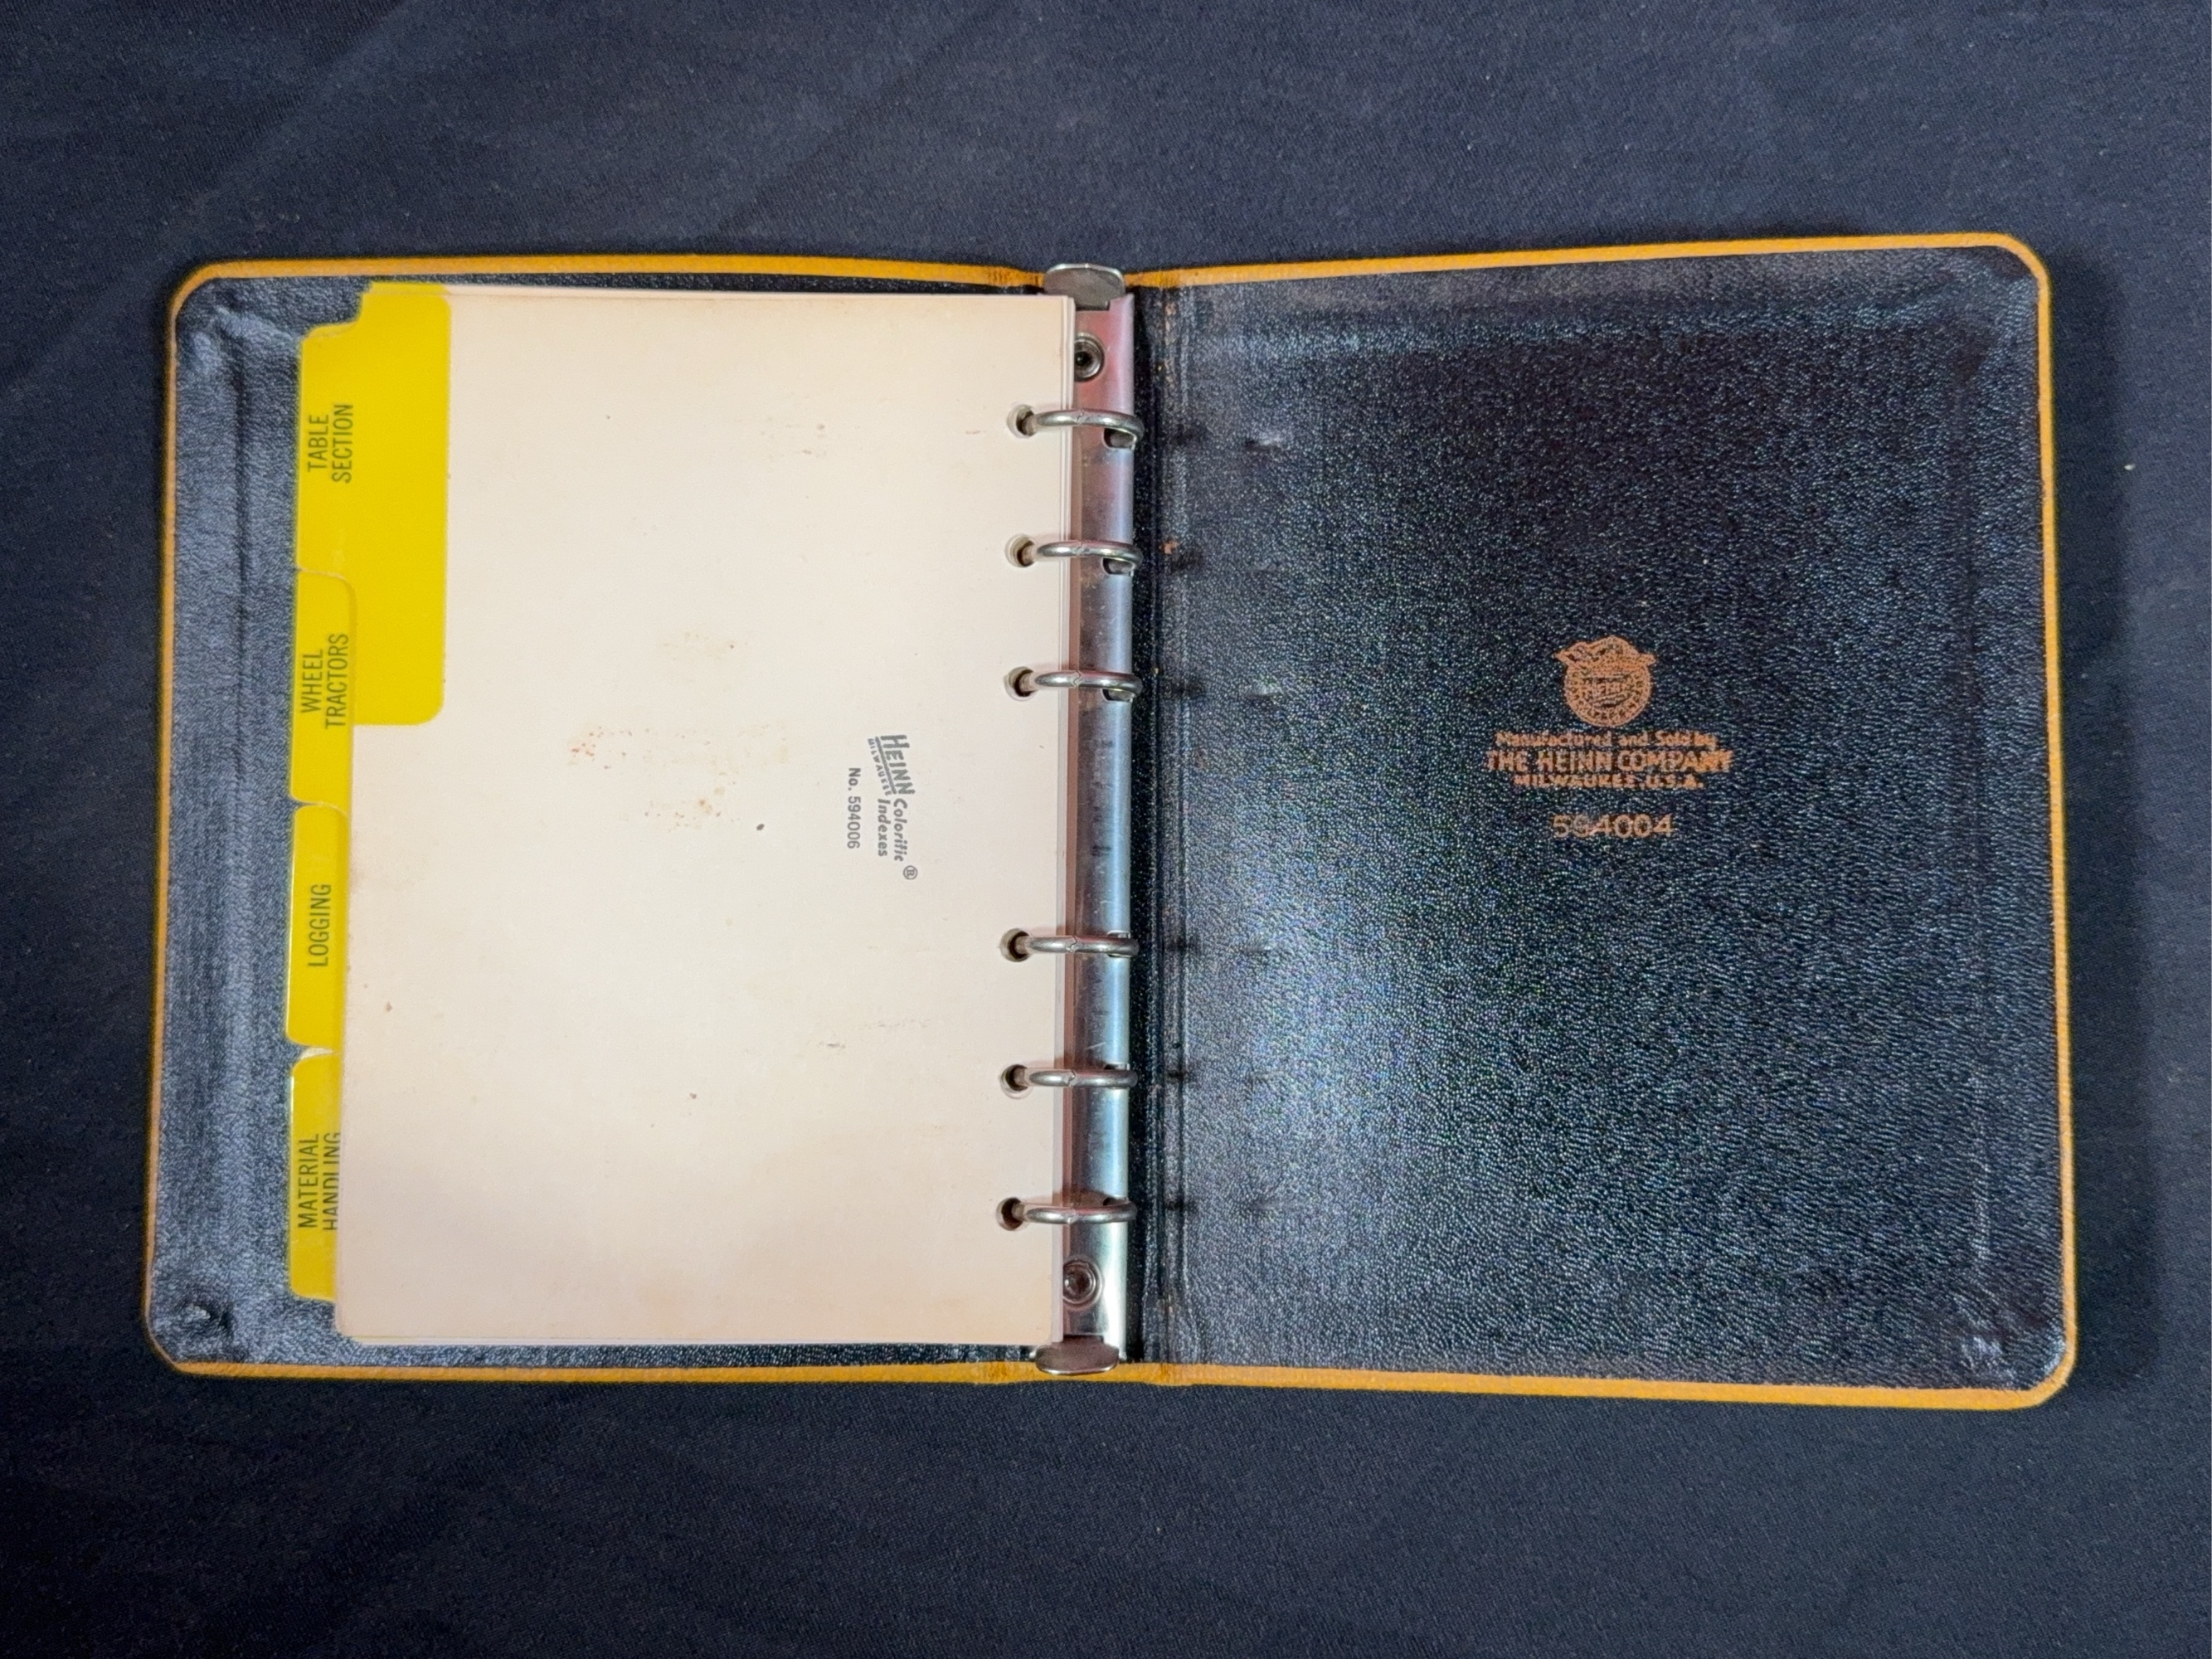 TABLE
SECTION
WHEEL
TRACTORS
LOGGING
MATERIAL
HANDLING
HEINN Colorific ®
MILWAUKEE Indexes
No. 594006
HEINN
Manufactured and Sold by
THE HEINN COMPANY
MILWAUKEE, U.S.A.
594004